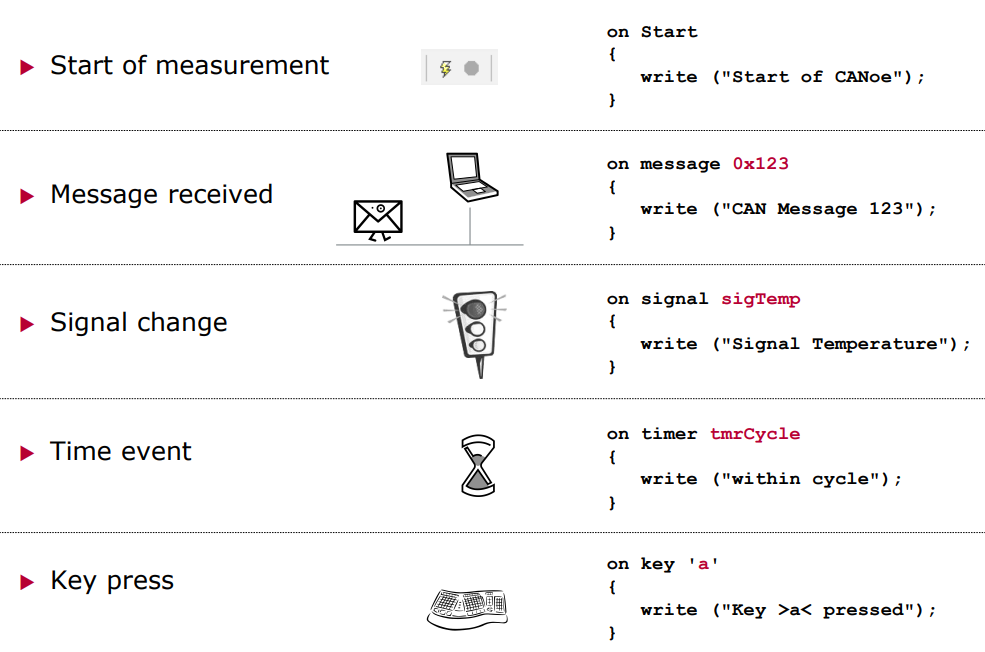 Start of measurement
on Start
{
write ("Start of CANoe");
}
Message received
on message 0x123
{
write ("CAN Message 123");
}
Signal change
on signal sigTemp
{
write ("Signal Temperature");
}
Time event
on timer tmrCycle
{
write ("within cycle");
}
Key press
on key 'a'
{
write ("Key >a< pressed");
}